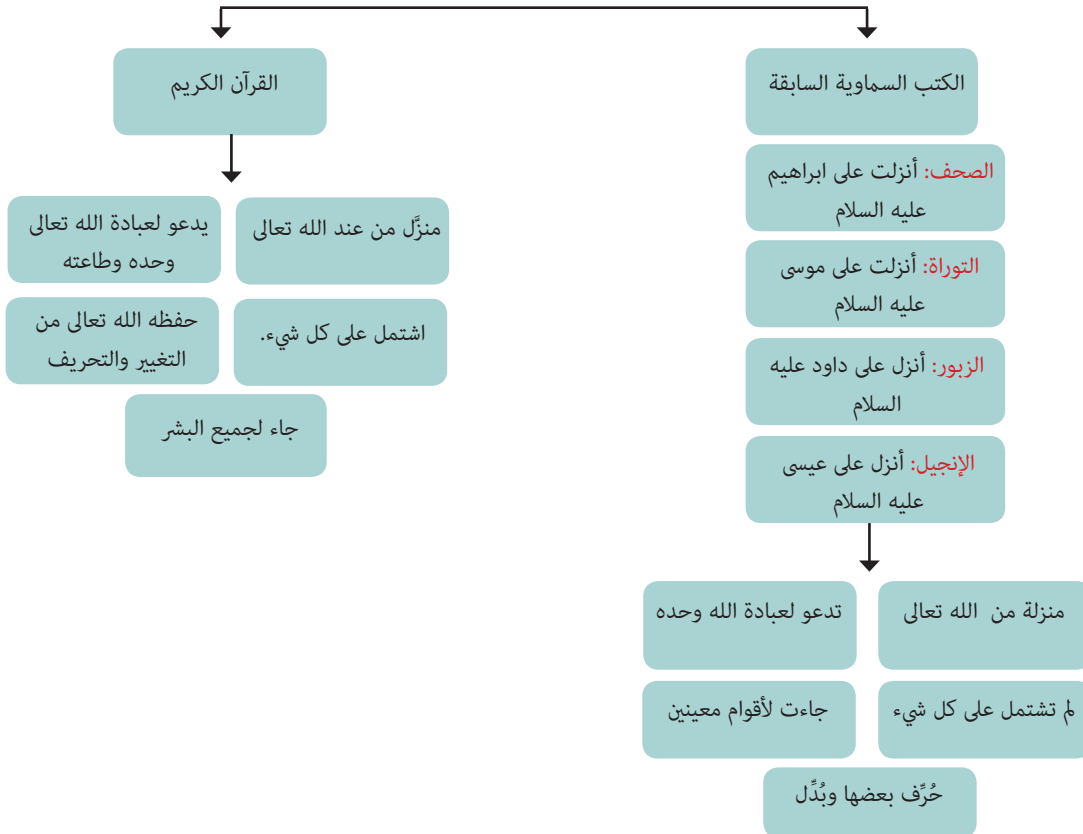 الكتب السماوية السابقة
الصحف: أنزلت على ابراهيم
عليه السلام
التوراة: أنزلت على موسى
عليه السلام
الزبور: أنزل على داود عليه
السلام
الإنجيل: أنزل على عيسى
عليه السلام
منزلة من الله تعالى
تدعو لعبادة الله وحده
لم تشتمل على كل شيء
جاءت لأقوام معينين
حُرِّف بعضها وبُدِّل
القرآن الكريم
منزَّل من عند الله تعالى
يدعو لعبادة الله تعالى
وحده وطاعته
اشتمل على كل شيء.
حفظه الله تعالى من
التغيير والتحريف
جاء لجميع البشر